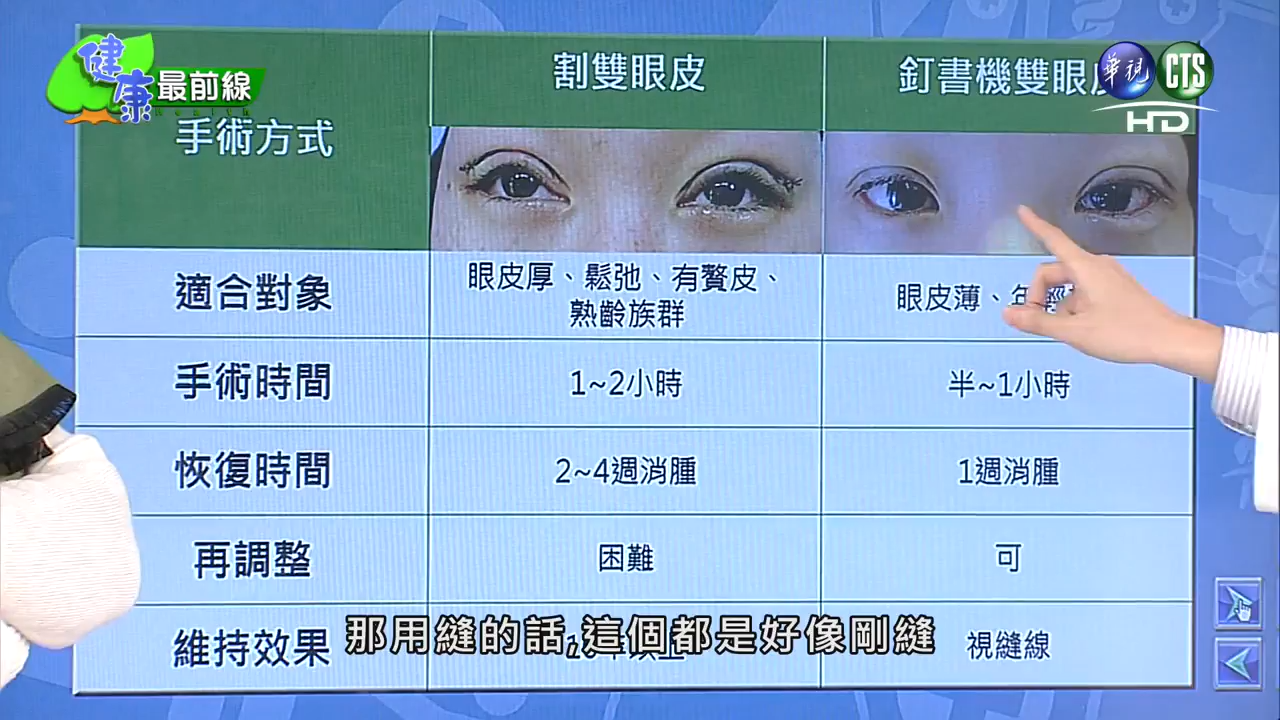 健康
最前線
華視 CTS
HD
手術方式
割雙眼皮
釘書機雙眼皮
適合對象
眼皮厚、鬆弛、有贅皮、
熟齡族群
眼皮薄、年
手術時間
1~2小時
半~1小時
恢復時間
2~4週消腫
1週消腫
再調整
困難
可
維持效果
視縫線
那用縫的話,這個都是好像剛縫